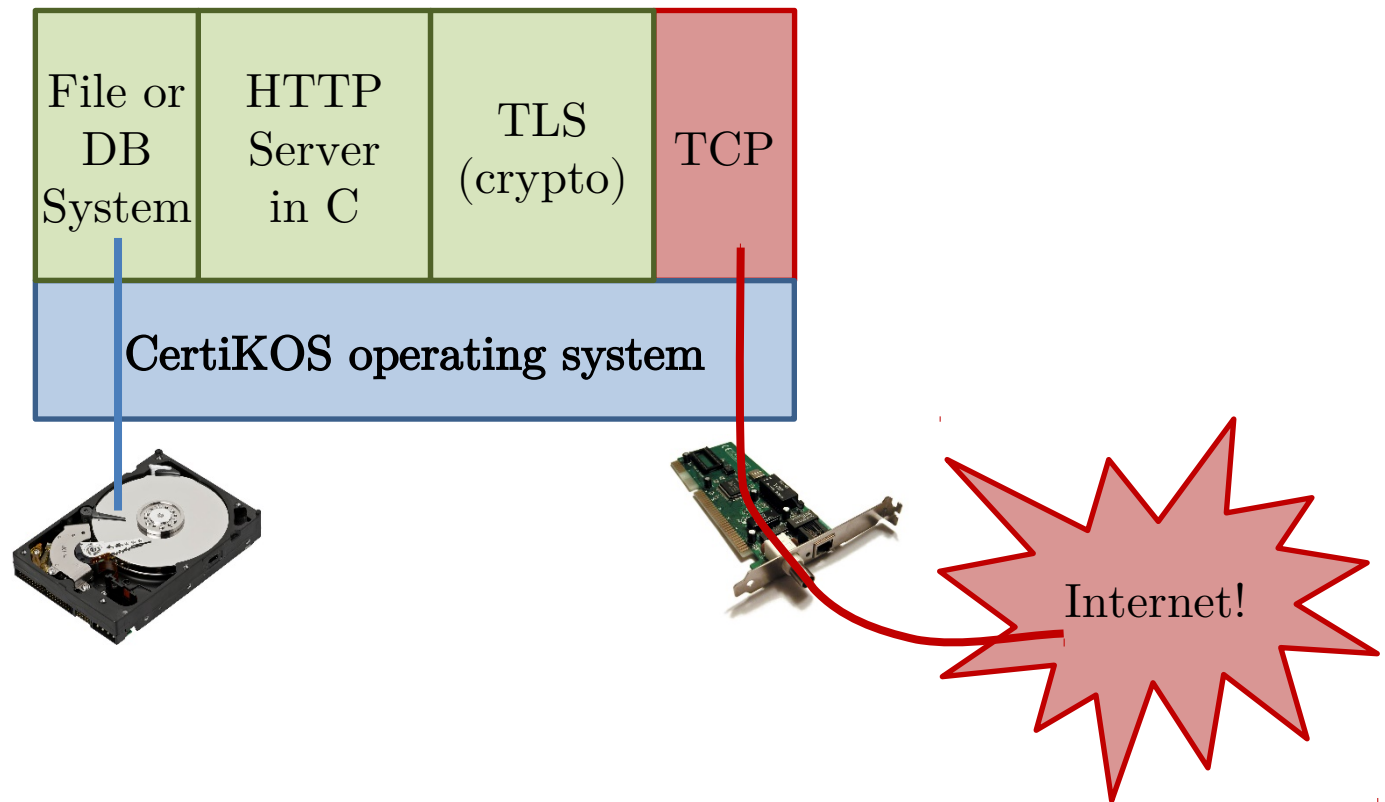 File or
DB
System
HTTP
Server
in C
TLS
(crypto)
TCP
CertiKOS operating system
Internet!